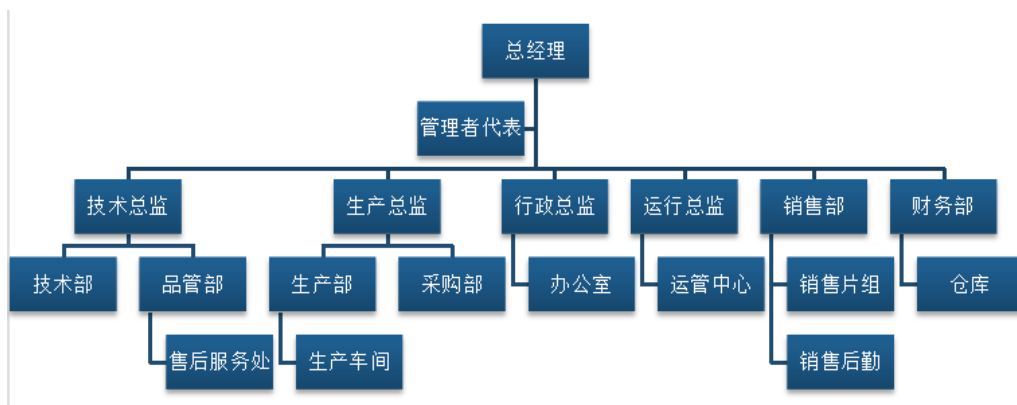 总经理
管理者代表
技术总监
生产总监
行政总监
运行总监
销售部
财务部
技术部
品管部
生产部
采购部
办公室
运管中心
销售片组
仓库
售后服务处
生产车间
销售后勤